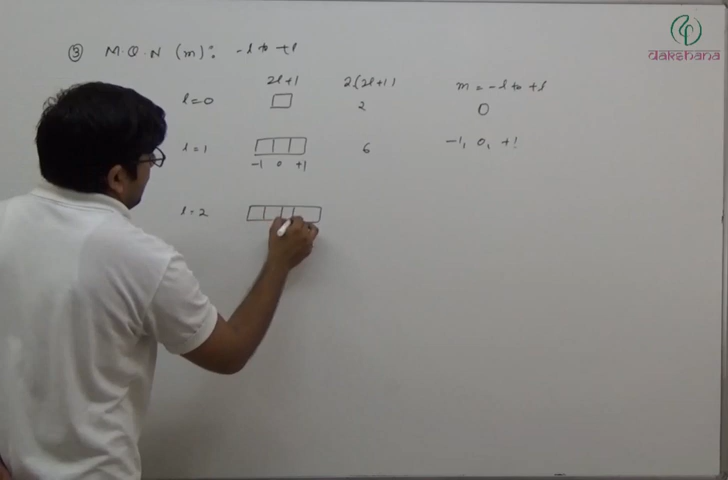 ③ M.Q.N (m): -l to +l
2l+1 2(2l+1) m = -l to +l
l=0 2 0
l=1 6 -1, 0, +1
-1 0 +1
l=2
dakshana